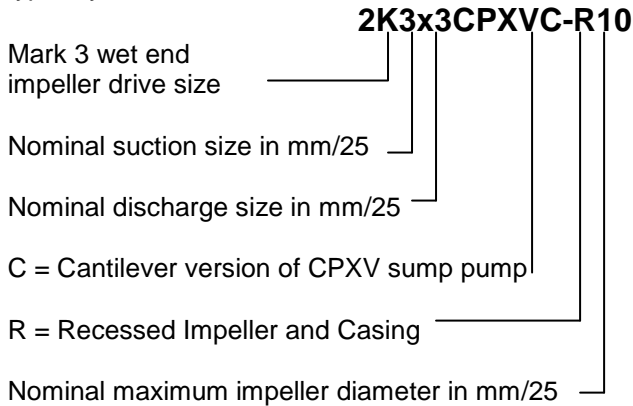 2K3x3CPXVC-R10
Mark 3 wet end
impeller drive size
Nominal suction size in mm/25
Nominal discharge size in mm/25
C = Cantilever version of CPXV sump pump
R = Recessed Impeller and Casing
Nominal maximum impeller diameter in mm/25